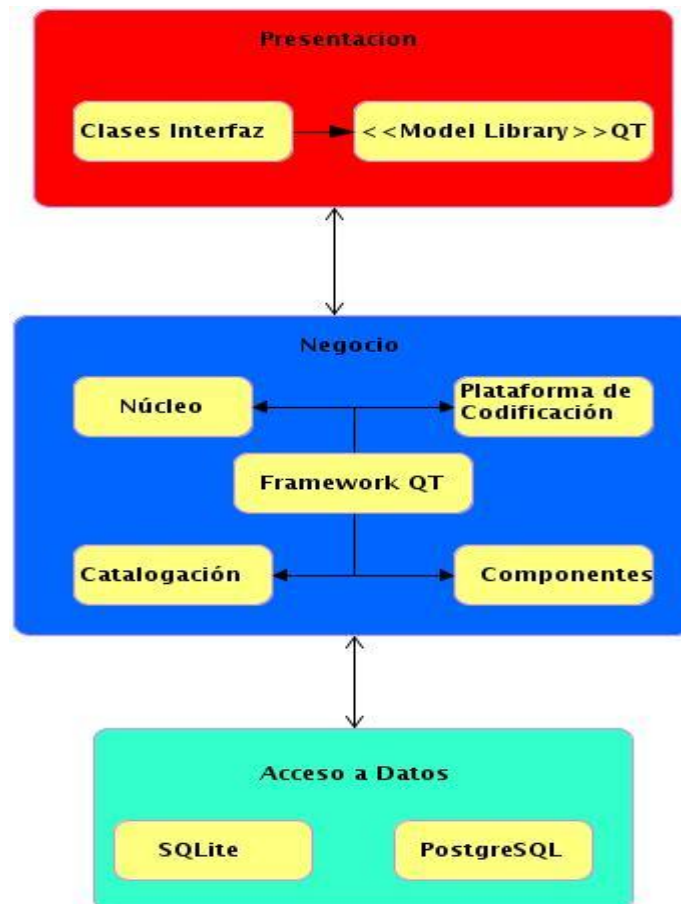 Presentacion
Clases Interfaz
<<Model Library>>QT
Negocio
Núcleo
Plataforma de
Codificación
Framework QT
Catalogación
Componentes
Acceso a Datos
SQLite
PostgreSQL